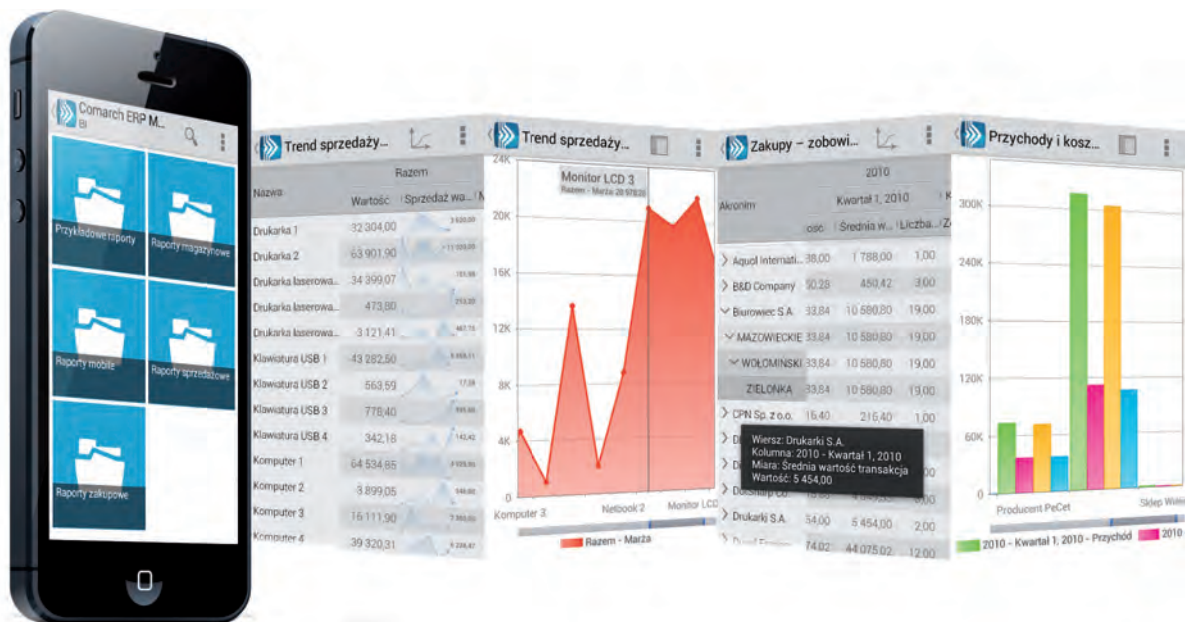 Comarch ERP M...
BI
Przykładowe raporty
Raporty magazynowe
Raporty mobile
Raporty sprzedażowe
Raporty zakupowe
Trend sprzedaży...
Razem
Nazwa
Wartość
Sprzedaż wa...
Drukarka 1 32 304,00
Drukarka 2 63 901,90
Drukarka laserowa... 34 399,07
Drukarka laserowa... 473,80
Drukarka laserowa... -3 121,41
Klawiatura USB 1 43 282,50
Klawiatura USB 2 563,59
Klawiatura USB 3 778,40
Klawiatura USB 4 342,18
Komputer 1 64 534,85
Komputer 2 3 899,05
Komputer 3 16 111,90
Komputer 4 39 320,31
Trend sprzedaży...
24K
Monitor LCD 3
Razem - Marża
20K
16K
12K
8K
4K
0
Komputer 3
Netbook 2
Monitor LCD
Razem - Marża
Zakupy – zobowi...
2010
Akronim
Kwartał 1, 2010
ość
Średnia w...
Liczba...
Aquol Internati... 38,00 1 788,00 1,00
B&D Company 50,28 450,42 3,00
Biurowiec S.A. 33,84 10 580,80 19,00
MAZOWIECKIE 33,84 10 580,80 19,00
WOŁOMIŃSKI 33,84 10 580,80 19,00
ZIELONKA 33,84 10 580,80 19,00
CPN Sp. z o.o. 16,40 216,40 1,00
Wiersz: Drukarki S.A.
Kolumna: 2010 - Kwartał 1, 2010
Miara: Średnia wartość transakcja
Wartość: 5 454,00
Drukarki S.A. 54,00 5 454,00 2,00
74,02 44 075,02 12,00
Przychody i kosz...
300K
240K
180K
120K
60K
0
Producent PeCet
Sklep
2010 - Kwartał 1, 2010 - Przychód
2010